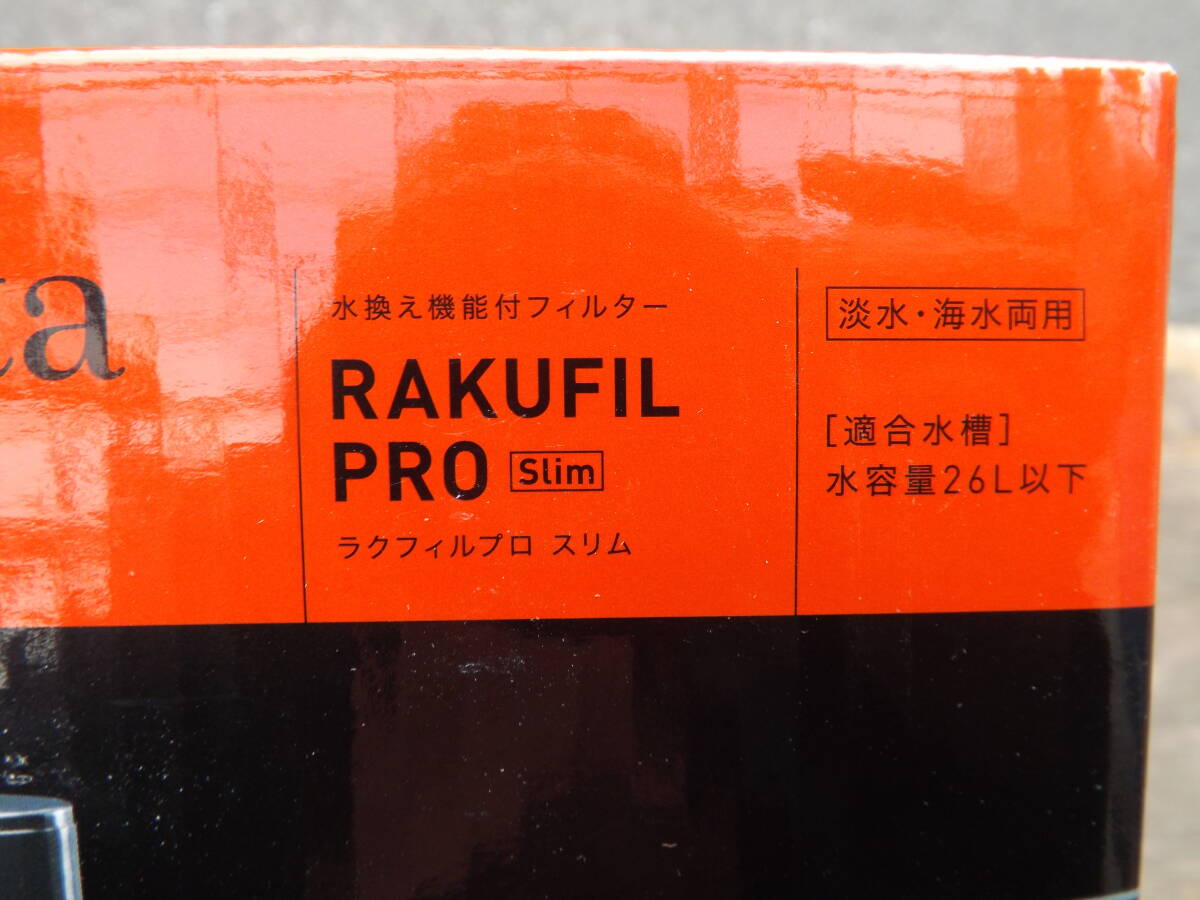 ta
水換え機能付フィルター
RAKUFIL
PRO Slim
ラクフィルプロ スリム
淡水・海水両用
[適合水槽]
水容量26L以下